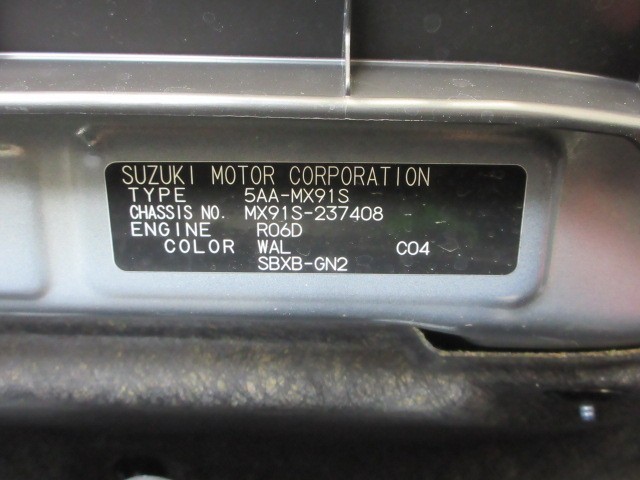 SUZUKI MOTOR CORPORATION
TYPE 5AA-MX91S
CHASSIS NO. MX91S-237408
ENGINE R06D
COLOR WAL C04
SBXB-GN2